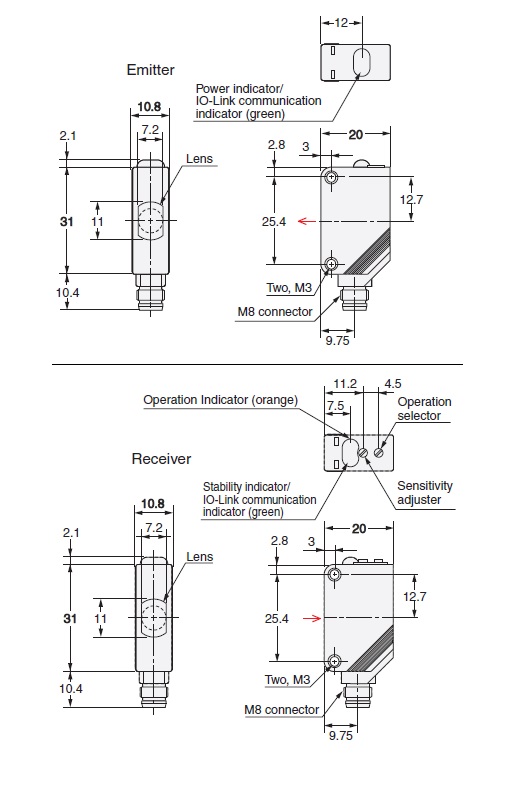 12
Emitter
Power indicator/
IO-Link communication
indicator (green)
10.8
7.2
2.1
Lens
31
11
10.4
20
2.8
3
12.7
25.4
Two, M3
M8 connector
9.75
11.2
4.5
Operation Indicator (orange)
7.5
Operation
selector
Receiver
Stability indicator/
IO-Link communication
indicator (green)
Sensitivity
adjuster
10.8
7.2
2.1
Lens
31
11
10.4
20
2.8
3
12.7
25.4
Two, M3
M8 connector
9.75